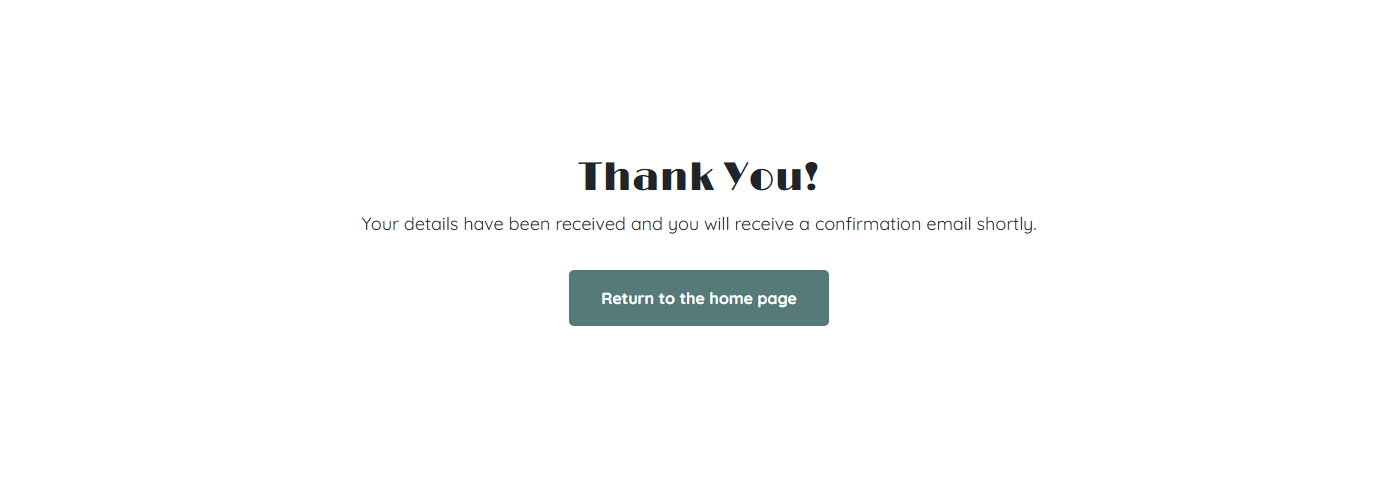 Thank You!
Your details have been received and you will receive a confirmation email shortly.
Return to the home page